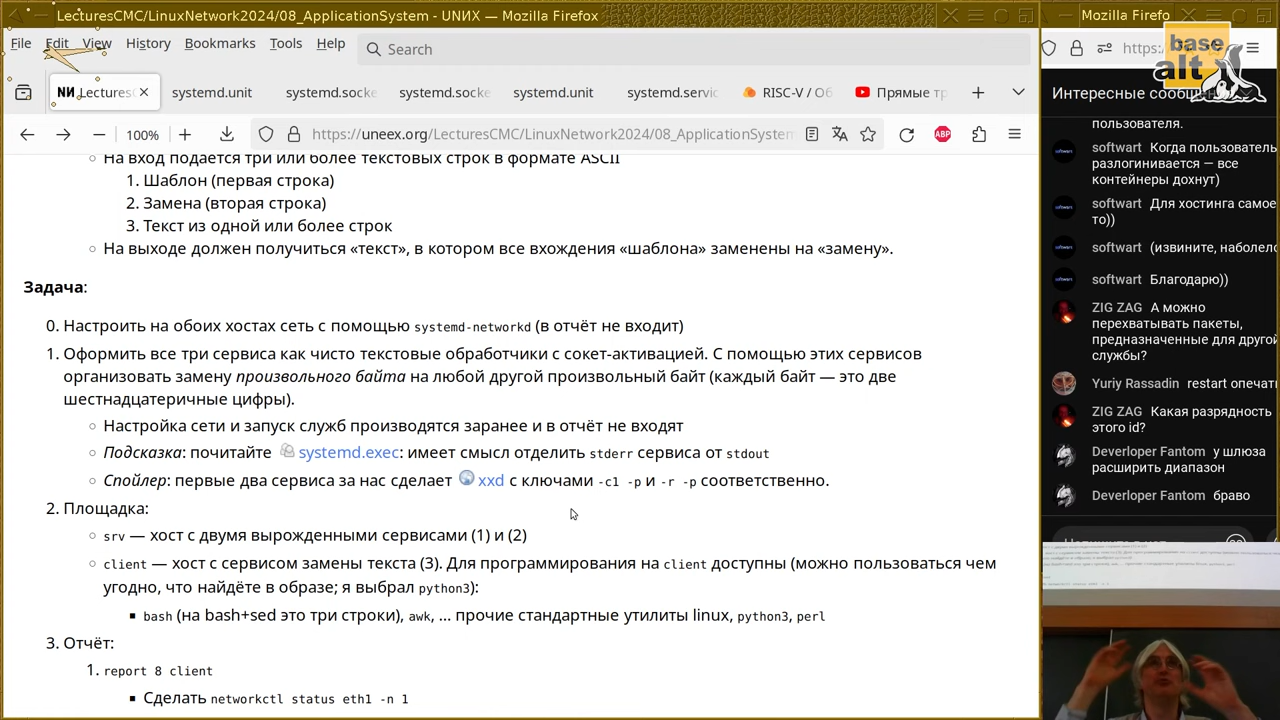 LecturesCMC/LinuxNetwork2024/08_ApplicationSystem - UNИX — Mozilla Firefox
File Edit View History Bookmarks Tools Help
Search
NИ. Lectures systemd.unit systemd.socke systemd.socke systemd.unit systemd.servic RISC-V / Об Прямые тр
100%
https://uneex.org/LecturesCMC/LinuxNetwork2024/08_ApplicationSystem
ABP
На вход подается три или более текстовых строк в формате ASCII
1. Шаблон (первая строка)
2. Замена (вторая строка)
3. Текст из одной или более строк
На выходе должен получиться «текст», в котором все вхождения «шаблона» заменены на «замену».
Задача:
0. Настроить на обоих хостах сеть с помощью systemd-networkd (в отчёт не входит)
1. Оформить все три сервиса как чисто текстовые обработчики с сокет-активацией. С помощью этих сервисов
организовать замену произвольного байта на любой другой произвольный байт (каждый байт — это две
шестнадцатеричные цифры).
Настройка сети и запуск служб производятся заранее и в отчёт не входят
Подсказка: почитайте systemd.exec: имеет смысл отделить stderr сервиса от stdout
Спойлер: первые два сервиса за нас сделает xxd с ключами -c1 -p и -r -p соответственно.
2. Площадка:
srv — хост с двумя вырожденными сервисами (1) и (2)
client — хост с сервисом замены текста (3). Для программирования на client доступны (можно пользоваться чем
угодно, что найдёте в образе; я выбрал python3):
bash (на bash+sed это три строки), awk, … прочие стандартные утилиты linux, python3, perl
3. Отчёт:
1. report 8 client
Сделать networkctl status eth1 -n 1
Mozilla Firefo
https:
base
alt
Интересные сообщ
пользователя.
softwart Когда пользователь
разлогинивается — все
контейнеры дохнут)
softwart Для хостинга самое
то))
softwart (извините, наболело
softwart Благодарю))
ZIG ZAG А можно
перехватывать пакеты,
предназначенные для другой
службы?
Yuriy Rassadin restart опечат
ZIG ZAG Какая разрядность
этого id?
Deverloper Fantom у шлюза
расширить диапазон
Deverloper Fantom браво